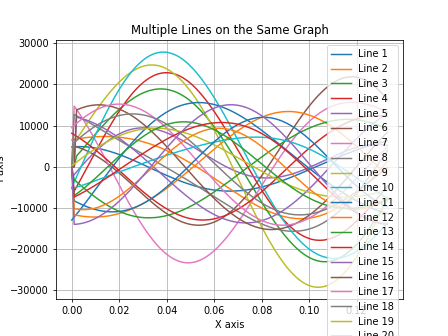 Multiple Lines on the Same Graph
30000
20000
10000
0
−10000
−20000
−30000
0.00
0.02
0.04
0.06
0.08
0.10
X axis
Line 1
Line 2
Line 3
Line 4
Line 5
Line 6
Line 7
Line 8
Line 9
Line 10
Line 11
Line 12
Line 13
Line 14
Line 15
Line 16
Line 17
Line 18
Line 19
Line 20